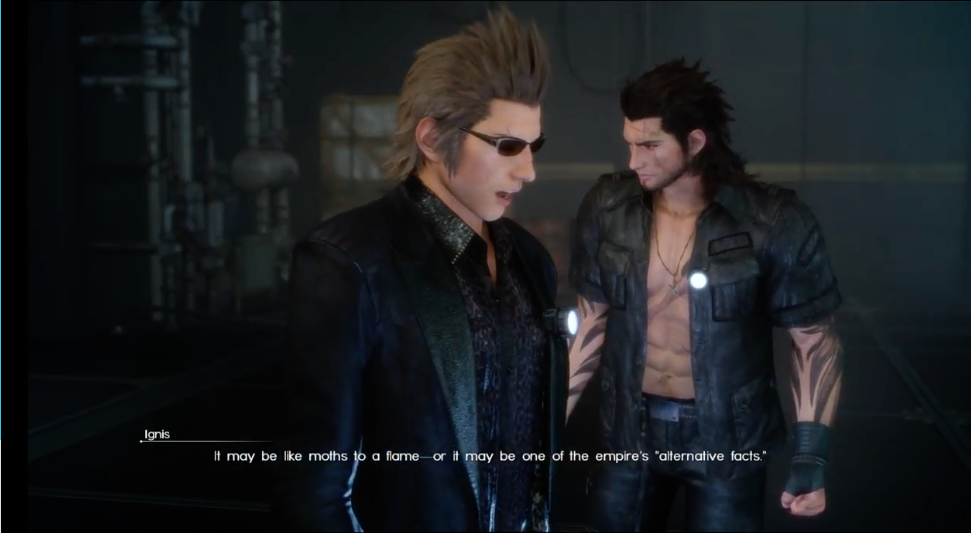 Ignis
It may be like moths to a flame—or it may be one of the empire's "alternative facts."